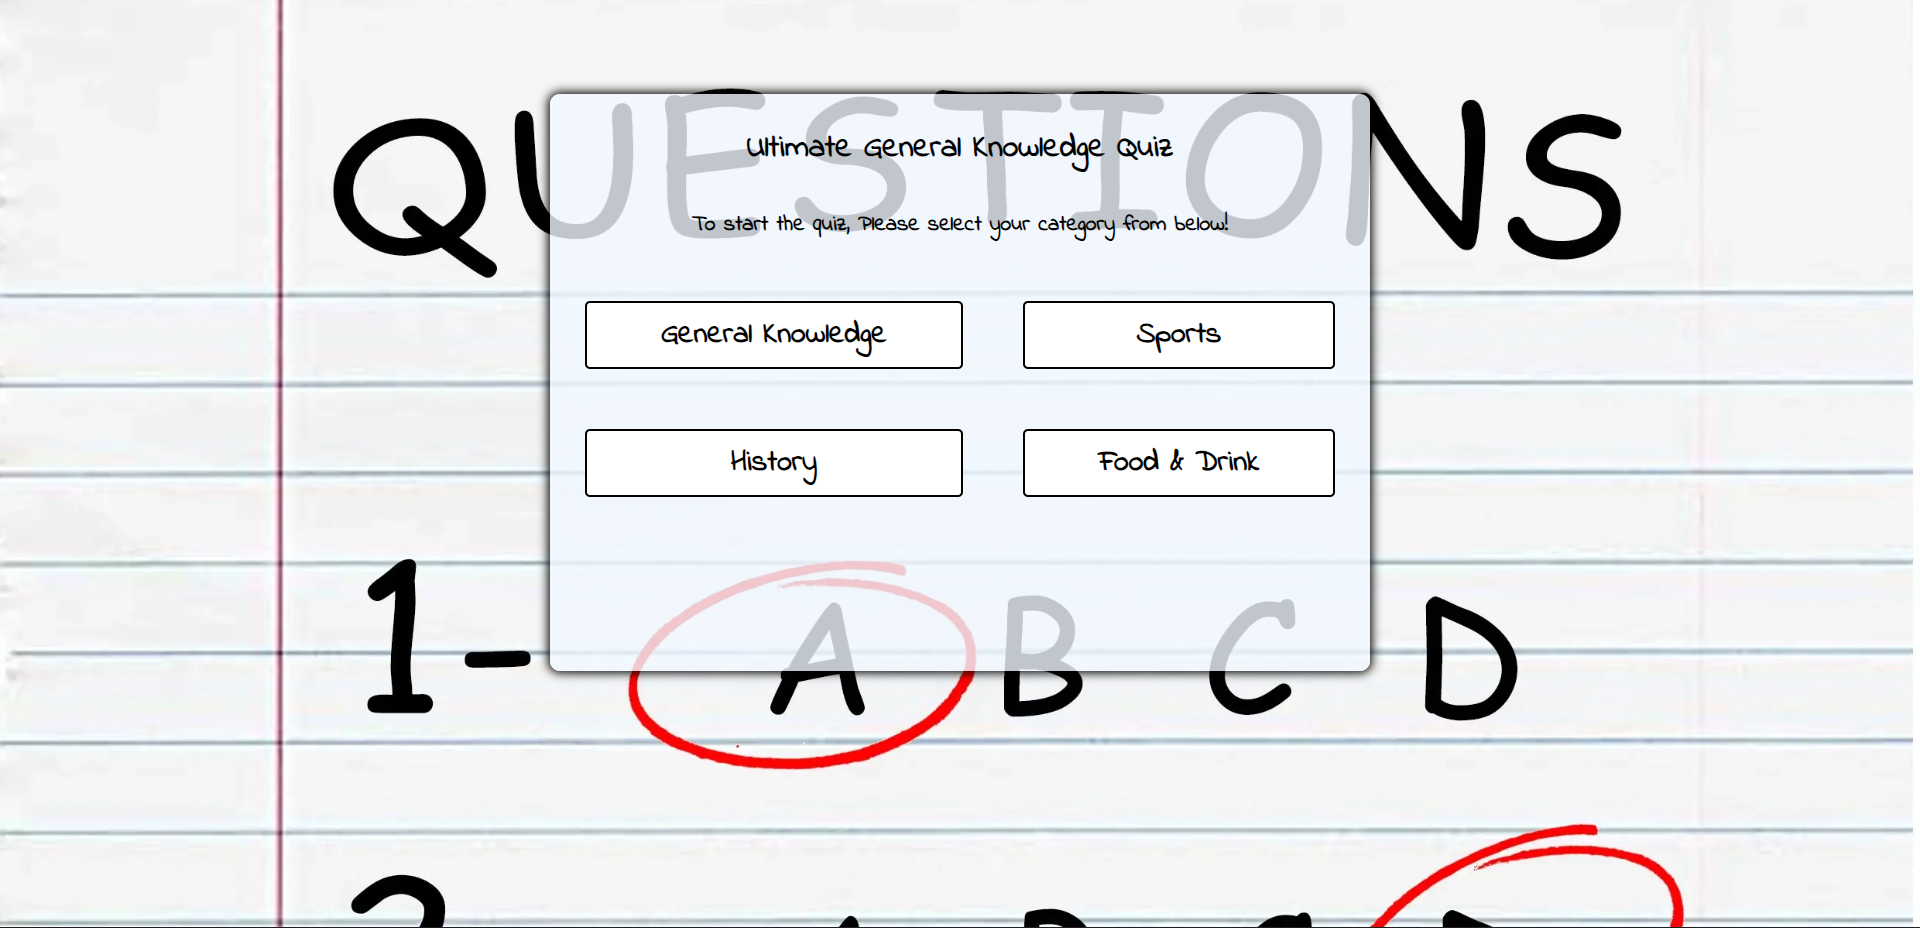 QUESTIONS
Ultimate General Knowledge Quiz
To start the quiz, Please select your category from below!
General Knowledge
Sports
History
Food & Drink
1- A B C D